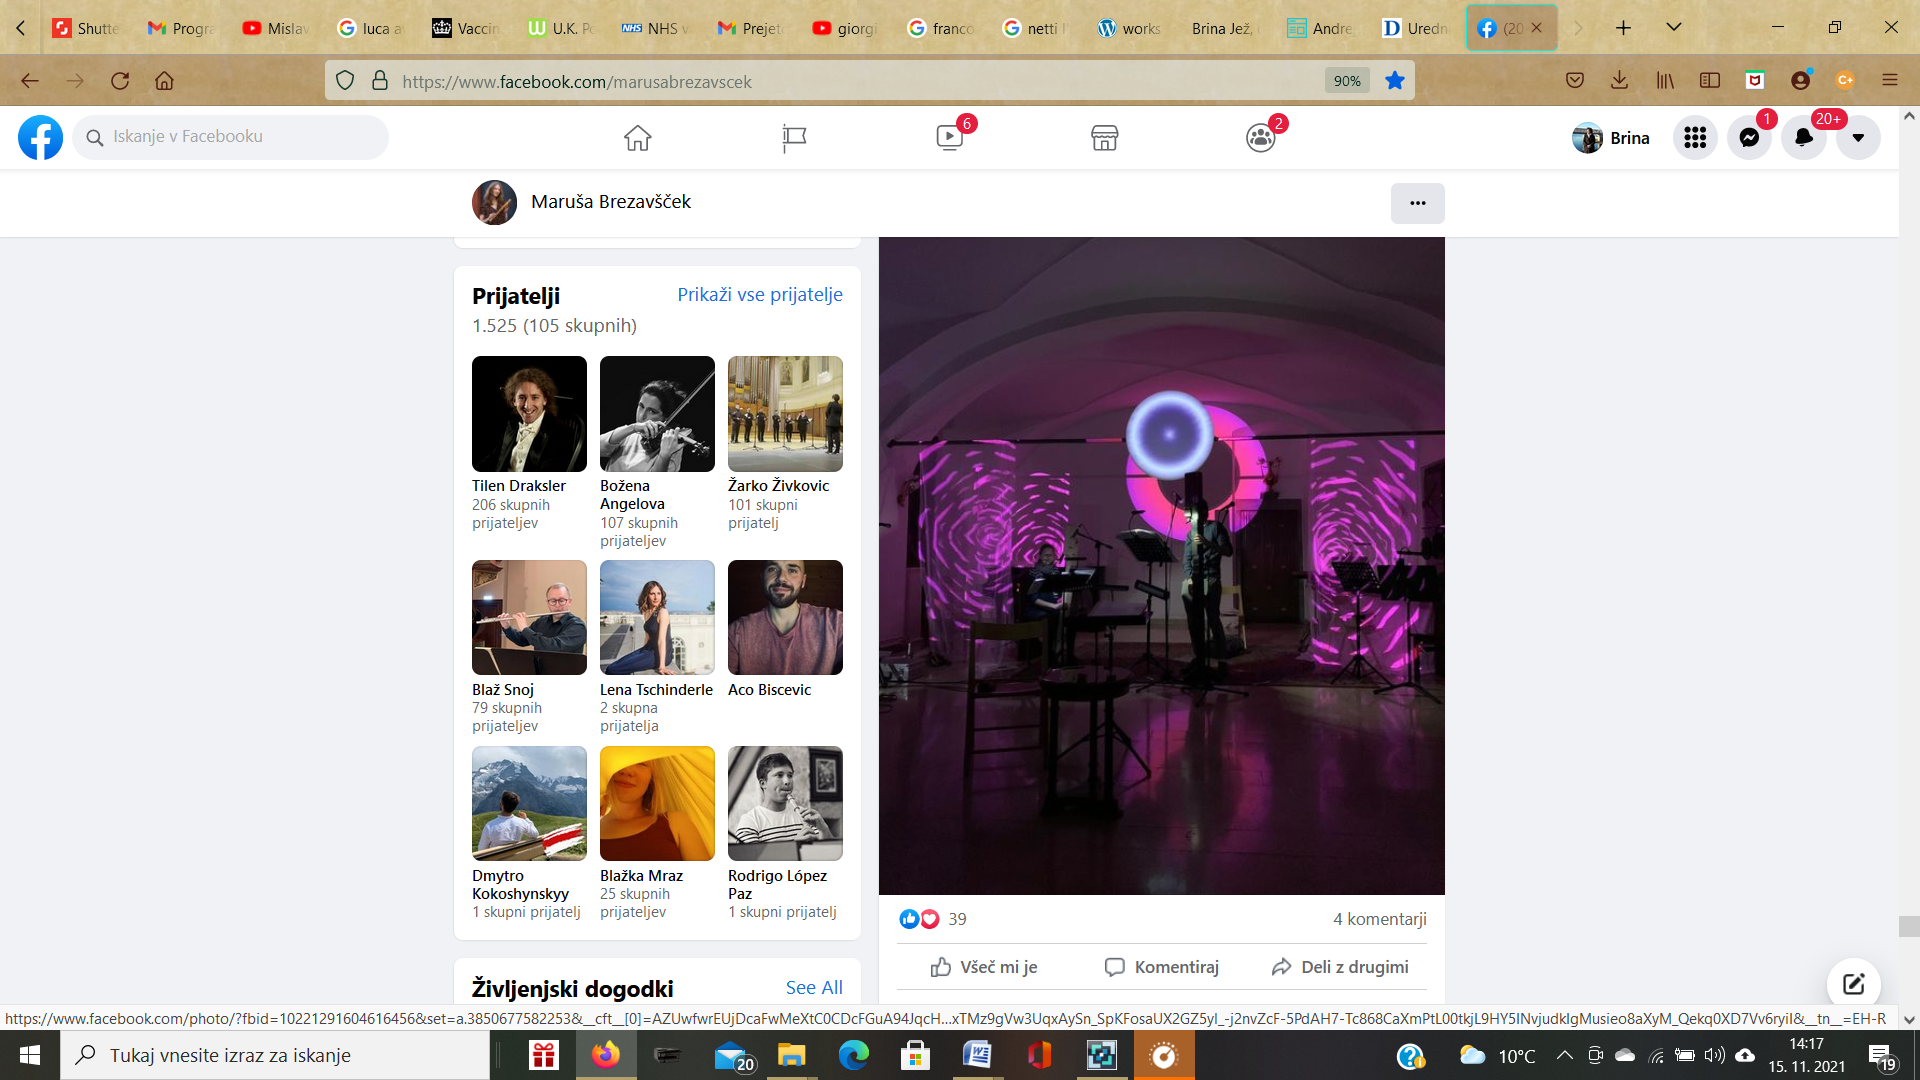 Shutte
Progra
Mislav
luca a
Vaccin
U.K. Po
NHS v
Prejet
giorgi
franco
netti
works
Brina Jež,
Andre
Uredn
(20
https://www.facebook.com/marusabrezavscek
90%
Iskanje v Facebooku
6
2
Brina
1
20+
Maruša Brezavšček
Prijatelji
Prikaži vse prijatelje
1.525 (105 skupnih)
Tilen Draksler
206 skupnih
prijateljev
Božena
Angelova
107 skupnih
prijateljev
Žarko Živkovic
101 skupni
prijatelj
Blaž Snoj
79 skupnih
prijateljev
Lena Tschinderle
2 skupna
prijatelja
Aco Biscevic
Dmytro
Kokoshynskyy
1 skupni prijatelj
Blažka Mraz
25 skupnih
prijateljev
Rodrigo López
Paz
1 skupni prijatelj
Življenjski dogodki
See All
39
4 komentarji
Všeč mi je
Komentiraj
Deli z drugimi
https://www.facebook.com/photo/?fbid=10221291604616456&set=a.3850677582253&__cft__[0]=AZUwfwrEUjDcaFwMeXtC0CDcFGuA94JqcH...xTMz9gVw3UqxAySn_SpKFosaUX2GZ5yl_-j2nvZcF-5PdAH7-Tc868CaXmPtL00tkjL9HY5INvjudkIgMusieo8aXyM_Qekq0XD7Vv6ryiI&__tn__=EH-R
Tukaj vnesite izraz za iskanje
20
10°C
14:17
15. 11. 2021
19